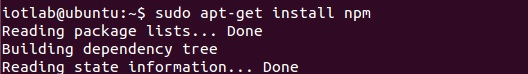 iotlab@ubuntu:~$ sudo apt-get install npm
Reading package lists... Done
Building dependency tree
Reading state information... Done